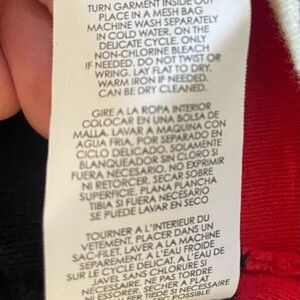 TURN GARMENT INSIDE OUT
PLACE IN A MESH BAG
MACHINE WASH SEPARATELY
IN COLD WATER, ON THE
DELICATE CYCLE. ONLY
NON-CHLORINE BLEACH
IF NEEDED. DO NOT TWIST OR
WRING. LAY FLAT TO DRY.
WARM IRON IF NEEDED.
CAN BE DRY CLEANED.
GIRE A LA ROPA INTERIOR
COLOCAR EN UNA BOLSA DE
MALLA. LAVAR A MAQUINA CON
AGUA FRIA, POR SEPARADO EN
CICLO DELICADO. SOLAMENTE
BLANQUEADOR SIN CLORO SI
FUERA NECESARIO. NO EXPRIMIR
NI RETORCER. SECAR SOBRE
SUPERFICIE. PLANA PLANCHA
TIBIA SI FUERA NECESARIO
SE PUEDE LAVAR EN SECO
TOURNER A L'INTERIEUR DU
VETEMENT. PLACER DANS UN
SAC-FILET. LAVER A LA MACHINE
SEPAREMENT. A L'EAU FROIDE
SUR LE CYCLE DELICAT. A L'EAU
JAVEL SANS CHLORURE SI
NECESSAIRE. NE PAS TORDRE
NI ESSORER. SECHER A PLAT
FER TIEDE SI NECESSAIRE